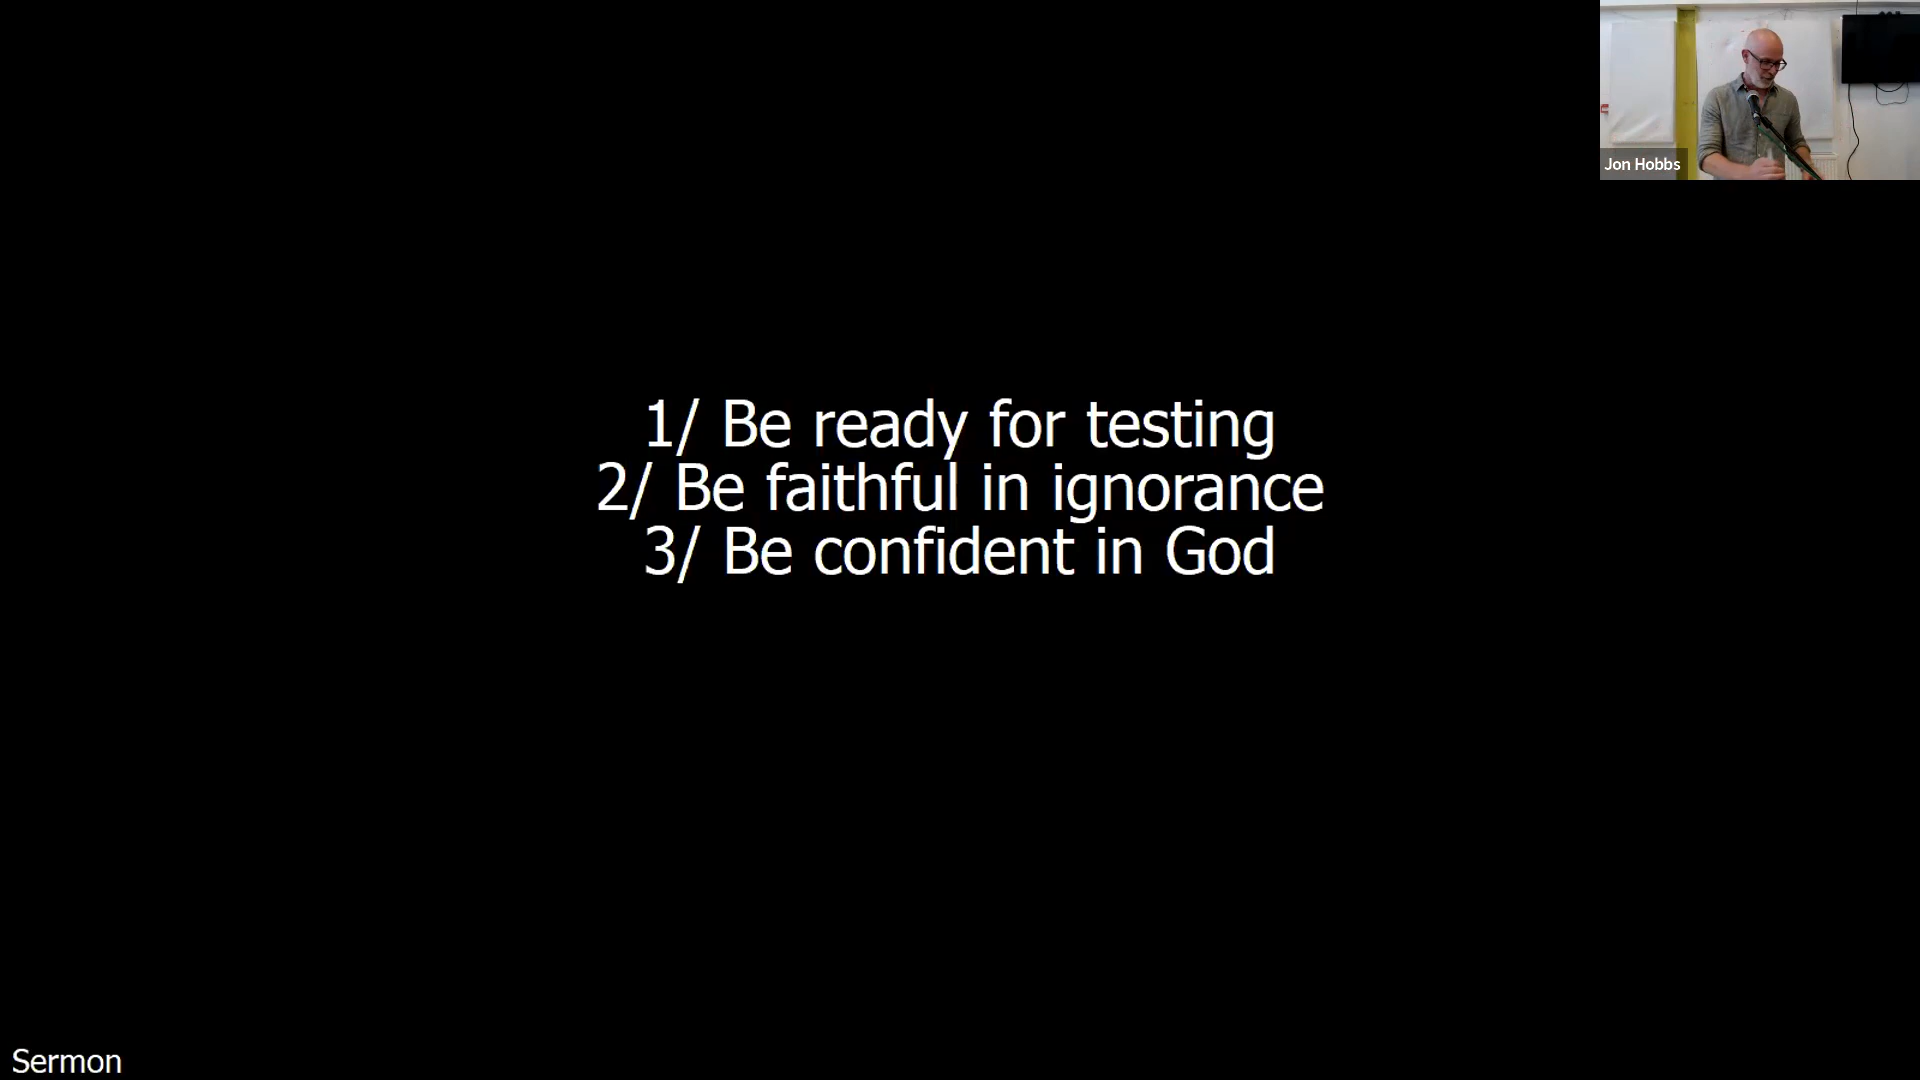 Jon Hobbs
1/ Be ready for testing
2/ Be faithful in ignorance
3/ Be confident in God
Sermon